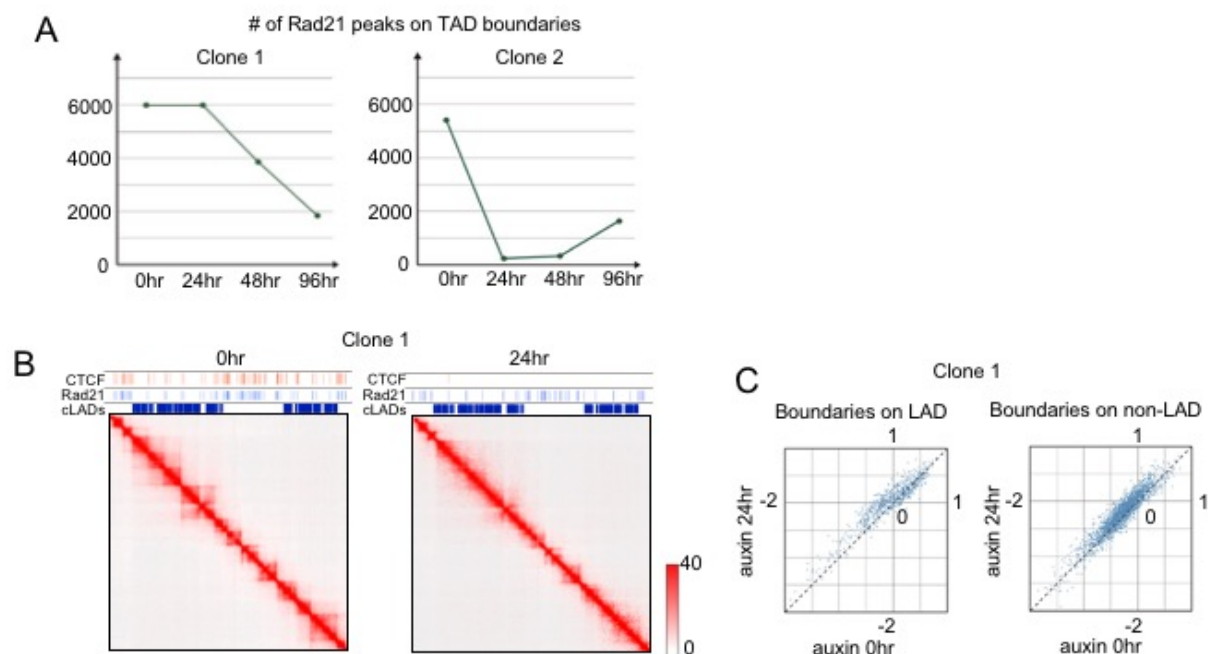 A
# of Rad21 peaks on TAD boundaries
Clone 1
Clone 2
6000
4000
2000
0
0hr 24hr 48hr 96hr
6000
4000
2000
0
0hr 24hr 48hr 96hr
B
Clone 1
0hr
24hr
CTCF
Rad21
cLADs
CTCF
Rad21
cLADs
40
0
C
Clone 1
Boundaries on LAD
1
-2
1
0
-2
auxin 24hr
auxin 0hr
Boundaries on non-LAD
1
-2
1
0
-2
auxin 24hr
auxin 0hr